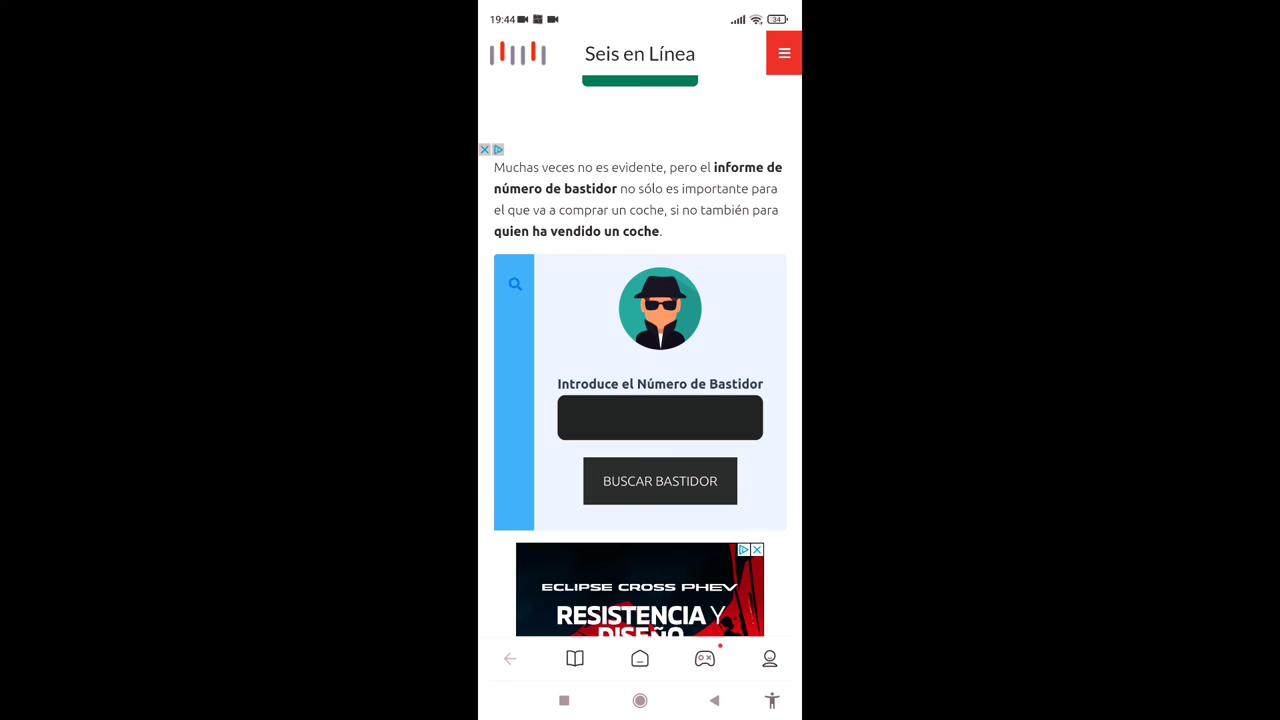 19:44
34
Seis en Línea
Muchas veces no es evidente, pero el informe de
número de bastidor no sólo es importante para
el que va a comprar un coche, si no también para
quien ha vendido un coche.
Introduce el Número de Bastidor
BUSCAR BASTIDOR
ECLIPSE CROSS PHEV
RESISTENCIA Y
DISEÑO